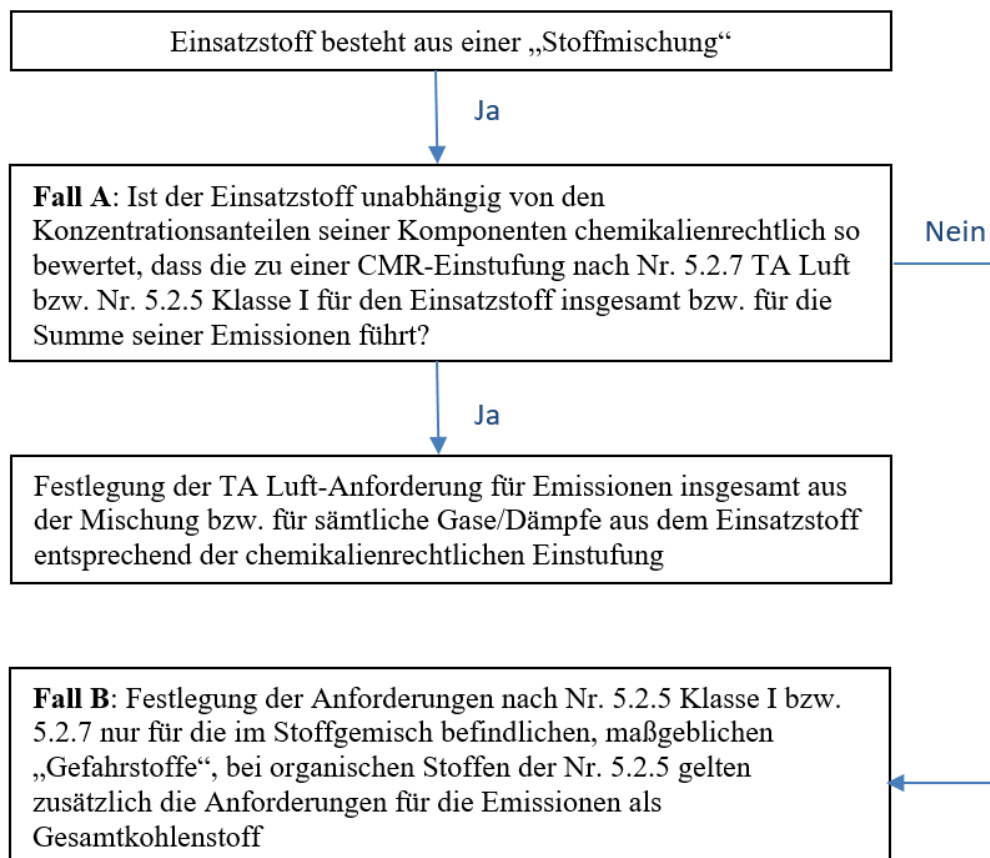 Einsatzstoff besteht aus einer „Stoffmischung“
Ja
Fall A: Ist der Einsatzstoff unabhängig von den
Konzentrationsanteilen seiner Komponenten chemikalienrechtlich so
bewertet, dass die zu einer CMR-Einstufung nach Nr. 5.2.7 TA Luft
bzw. Nr. 5.2.5 Klasse I für den Einsatzstoff insgesamt bzw. für die
Summe seiner Emissionen führt?
Nein
Ja
Festlegung der TA Luft-Anforderung für Emissionen insgesamt aus
der Mischung bzw. für sämtliche Gase/Dämpfe aus dem Einsatzstoff
entsprechend der chemikalienrechtlichen Einstufung
Fall B: Festlegung der Anforderungen nach Nr. 5.2.5 Klasse I bzw.
5.2.7 nur für die im Stoffgemisch befindlichen, maßgeblichen
„Gefahrstoffe“, bei organischen Stoffen der Nr. 5.2.5 gelten
zusätzlich die Anforderungen für die Emissionen als
Gesamtkohlenstoff